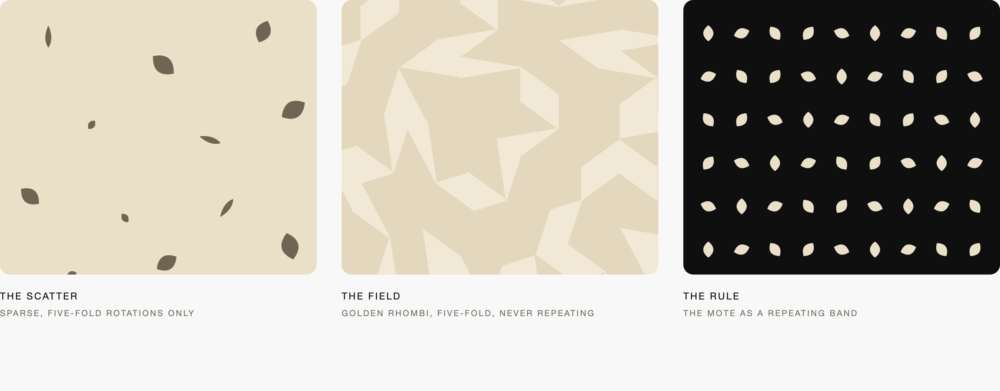 THE SCATTER
SPARSE, FIVE-FOLD ROTATIONS ONLY
THE FIELD
GOLDEN RHOMBI, FIVE-FOLD, NEVER REPEATING
THE RULE
THE MOTE AS A REPEATING BAND